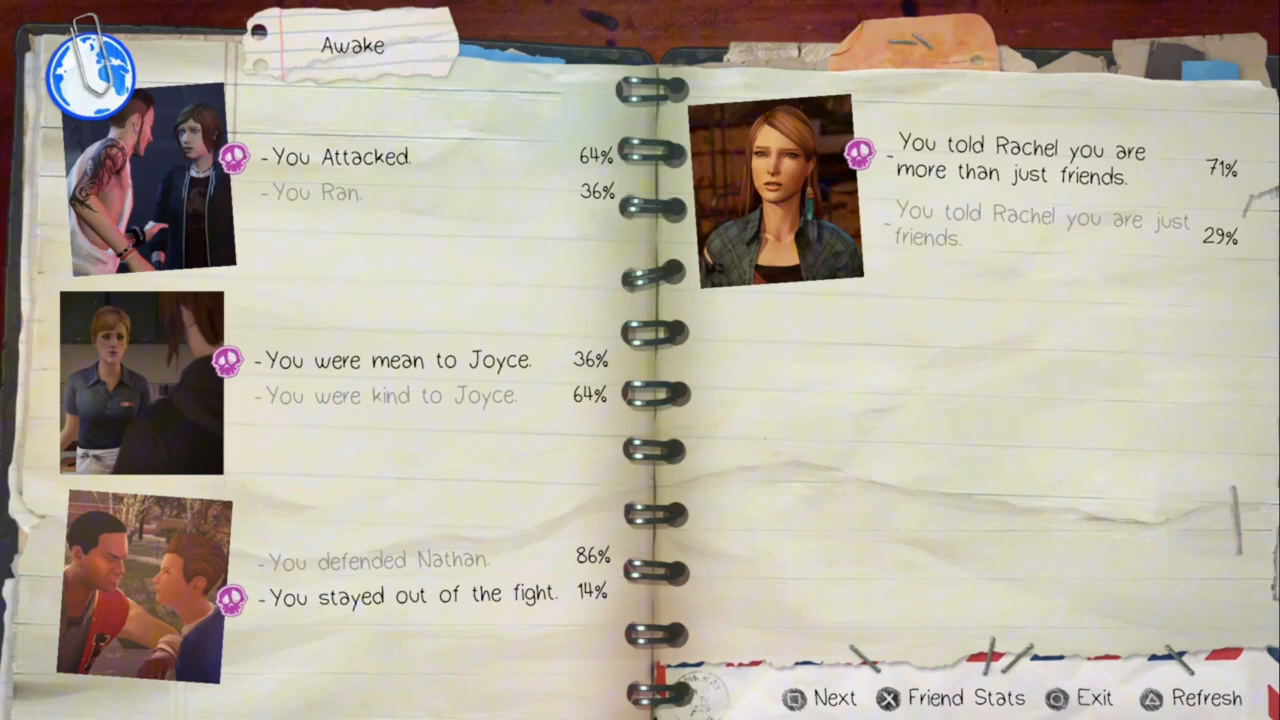 Awake
-You Attacked. 64%
-You Ran. 36%
-You were mean to Joyce. 36%
-You were kind to Joyce. 64%
-You defended Nathan. 86%
-You stayed out of the fight. 14%
-You told Rachel you are
more than just friends. 71%
-You told Rachel you are just
friends. 29%
Next Friend Stats Exit Refresh